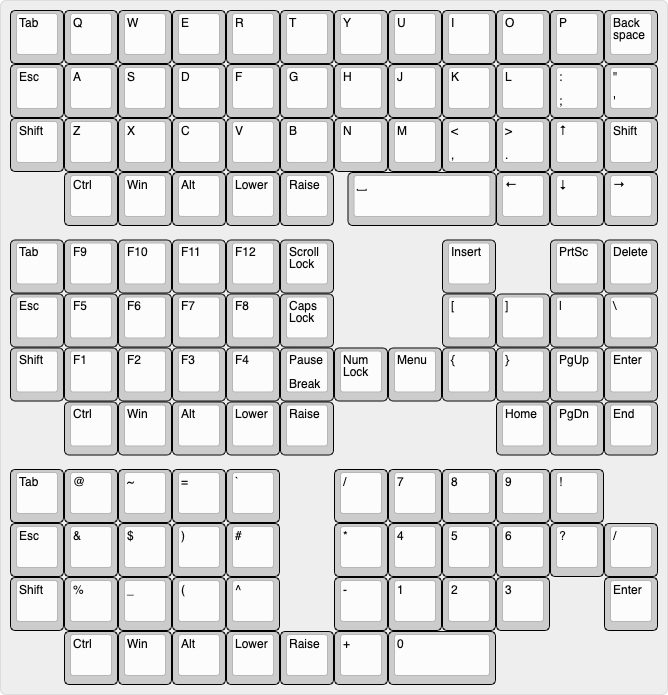 Tab Q W E R T Y U I O P Back space
Esc A S D F G H J K L : ; " '
Shift Z X C V B N M < , > . ↑ Shift
Ctrl Win Alt Lower Raise ⎵ ← ↓ →
Tab F9 F10 F11 F12 Scroll Lock Insert PrtSc Delete
Esc F5 F6 F7 F8 Caps Lock [ ] | \
Shift F1 F2 F3 F4 Pause Break Num Lock Menu { } PgUp Enter
Ctrl Win Alt Lower Raise Home PgDn End
Tab @ ~ = ` / 7 8 9 !
Esc & $ ) # * 4 5 6 ? /
Shift % _ ( ^ - 1 2 3 Enter
Ctrl Win Alt Lower Raise + 0